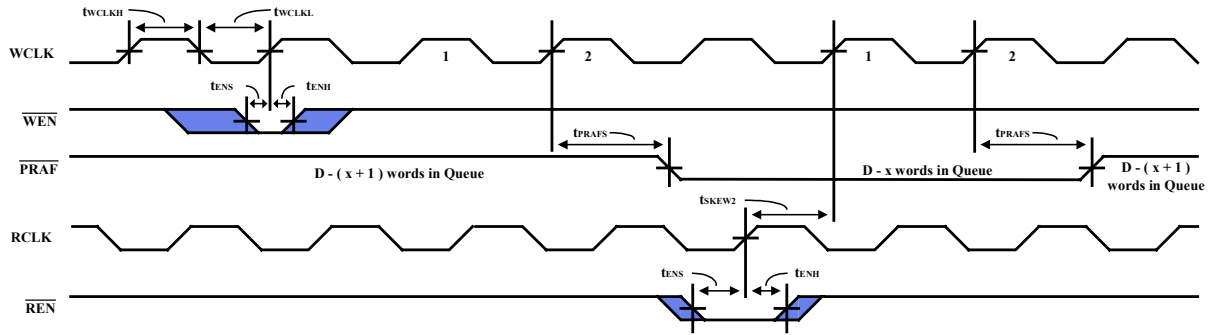 tWCLKH tWCLKL
WCLK 1 2 1 2
tENS tENH
WEN
tPRAFS tPRAFS
PRAF D - ( x + 1 ) words in Queue D - x words in Queue D - ( x + 1 )
words in Queue
tSKEW2
RCLK
tENS tENH
REN